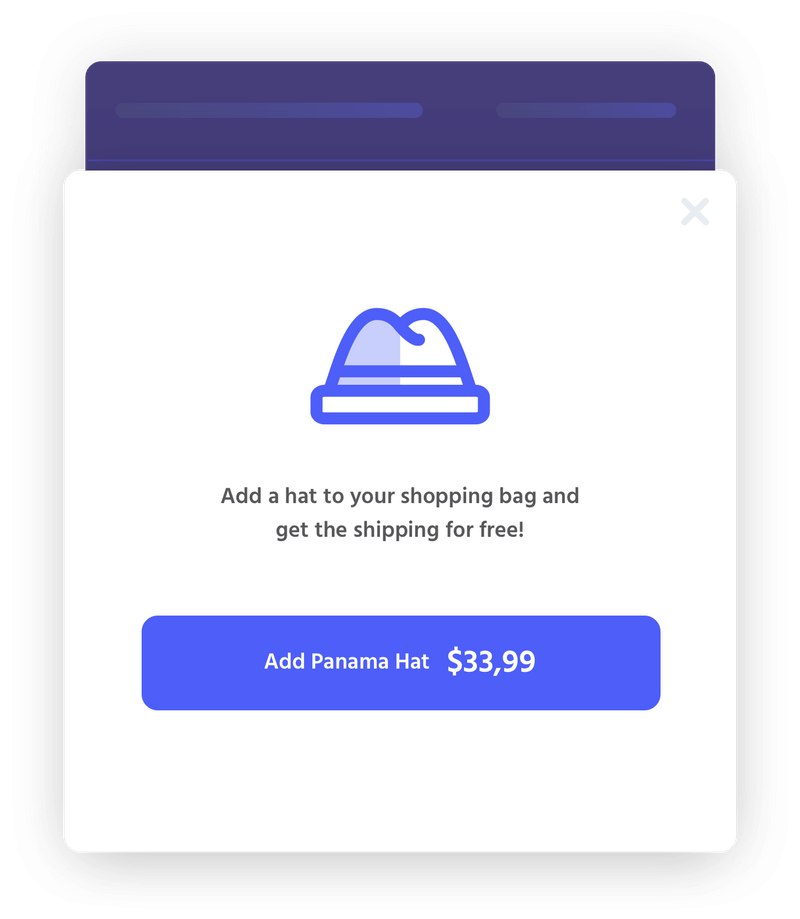 Add a hat to your shopping bag and
get the shipping for free!
Add Panama Hat $33,99